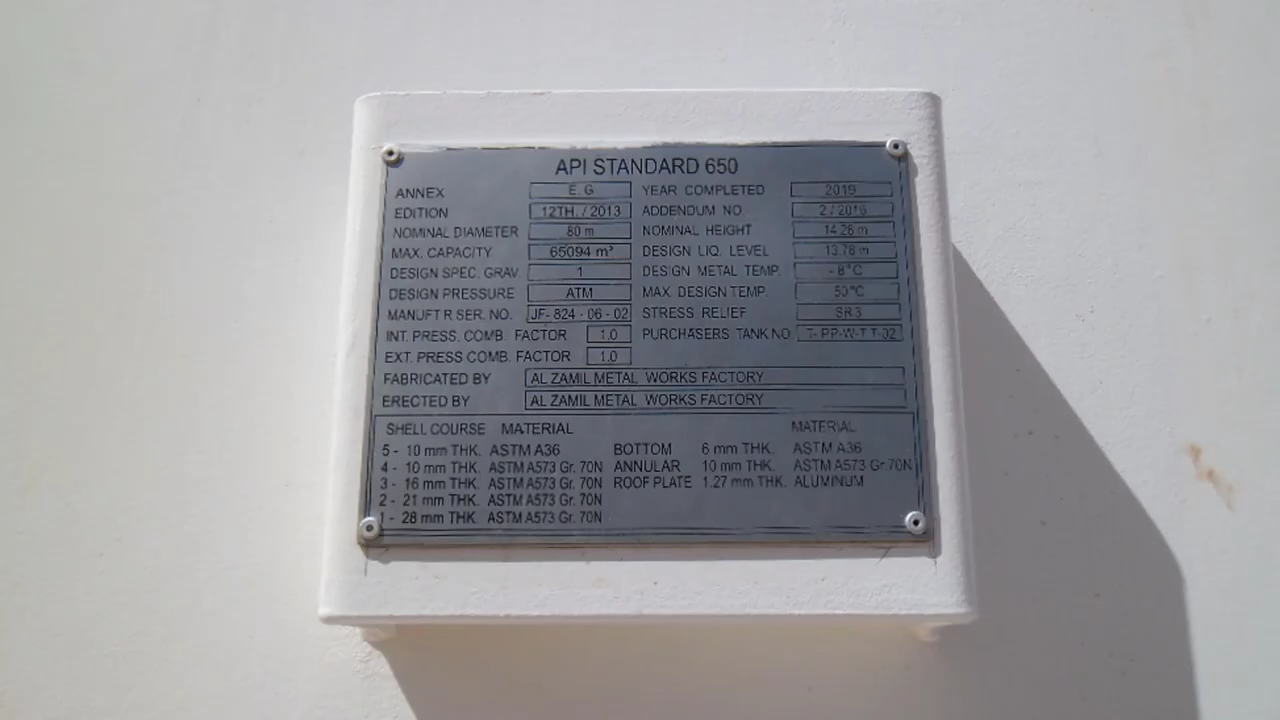 API STANDARD 650
ANNEX E. G YEAR COMPLETED 2019
EDITION 12TH. / 2013 ADDENDUM NO. 2 / 2016
NOMINAL DIAMETER 80 m NOMINAL HEIGHT 14.26 m
MAX. CAPACITY 65094 m³ DESIGN LIQ. LEVEL 13.76 m
DESIGN SPEC. GRAV. 1 DESIGN METAL TEMP. - 8°C
DESIGN PRESSURE ATM MAX. DESIGN TEMP. 50°C
MANUFT R SER. NO. JF- 824 - 06 - 02 STRESS RELIEF SR3
INT. PRESS. COMB. FACTOR 1.0 PURCHASERS TANK NO.
EXT. PRESS COMB. FACTOR 1.0
FABRICATED BY AL ZAMIL METAL WORKS FACTORY
ERECTED BY AL ZAMIL METAL WORKS FACTORY
SHELL COURSE MATERIAL MATERIAL
5 - 10 mm THK. ASTM A36 BOTTOM 6 mm THK. ASTM A36
4 - 10 mm THK. ASTM A573 Gr. 70N ANNULAR 10 mm THK. ASTM A573 Gr 70N
3 - 16 mm THK. ASTM A573 Gr. 70N ROOF PLATE 1.27 mm THK. ALUMINUM
2 - 21 mm THK. ASTM A573 Gr. 70N
1 - 28 mm THK. ASTM A573 Gr. 70N